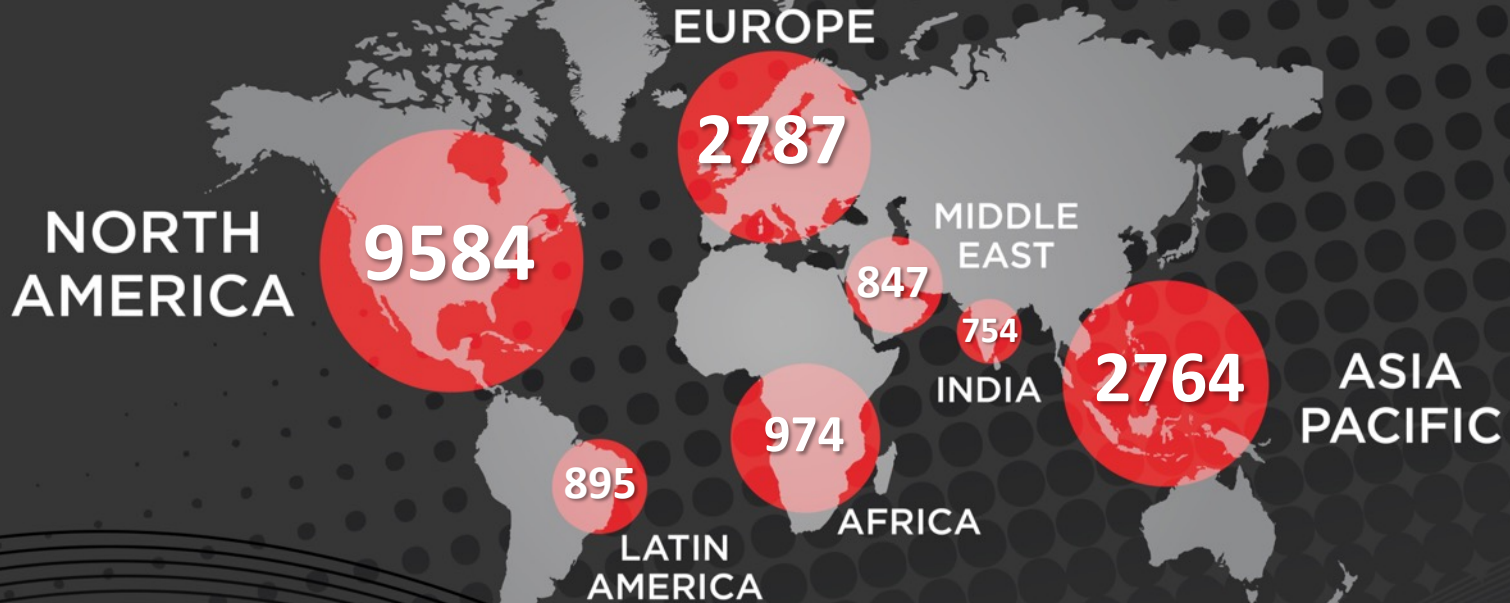 EUROPE
2787
NORTH
AMERICA
9584
MIDDLE
EAST
847
754
INDIA
2764
ASIA
PACIFIC
974
AFRICA
895
LATIN
AMERICA